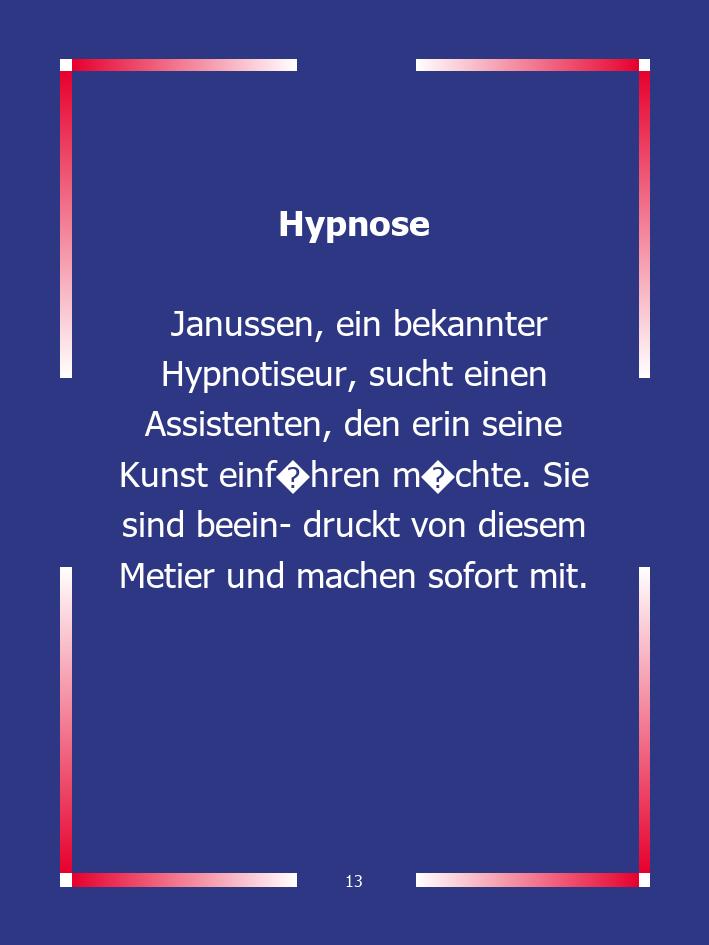 Hypnose
Janussen, ein bekannter
Hypnotiseur, sucht einen
Assistenten, den erin seine
Kunst einf�hren m�chte. Sie
sind beein- druckt von diesem
Metier und machen sofort mit.
13